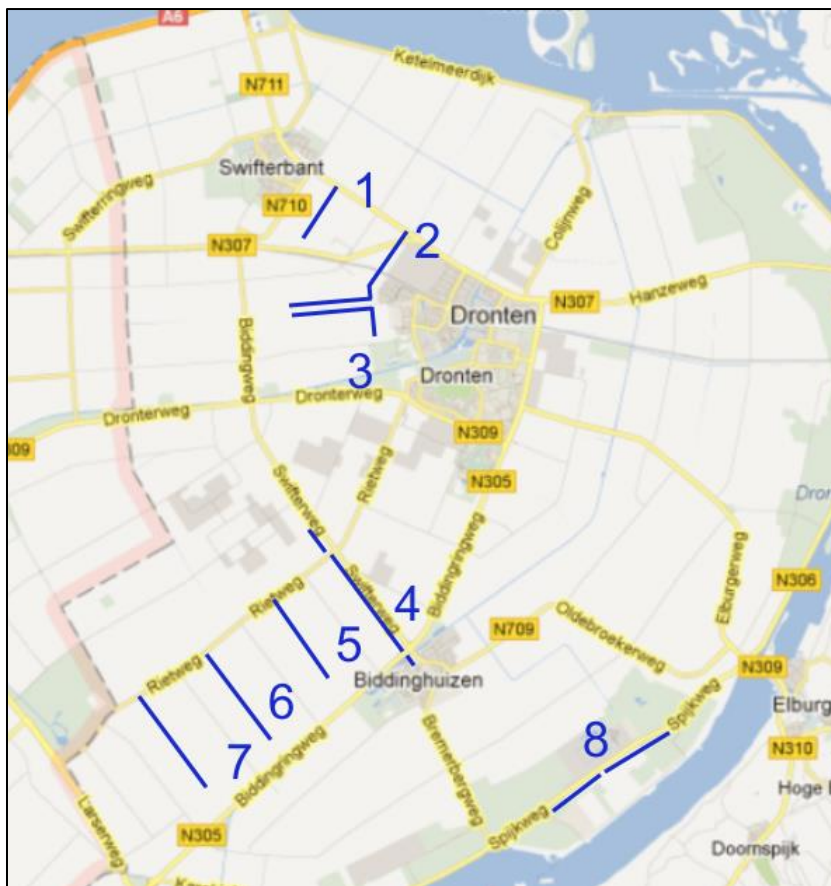 A6
Ketelmeerdijk
N711
Swifterbant
1
Swifterringweg
N710
Colijnweg
2
N307
N307
Hanzeweg
Dronten
Biddingweg
3
Dronten
Dronterweg
Dronterweg
N309
309
Rietweg
Swifterweg
N305
Dron
Biddingringweg
Elburgerweg
N306
Swifterweg
4
Rietweg
5
N709
Oldebroekerweg
Rietweg
Biddinghuizen
N309
6
Spijkweg
Elburg
8
7
Bremerbergweg
N310
Biddingringweg
Hoge
Larserweg
N305
Spijkweg
Doornspijk